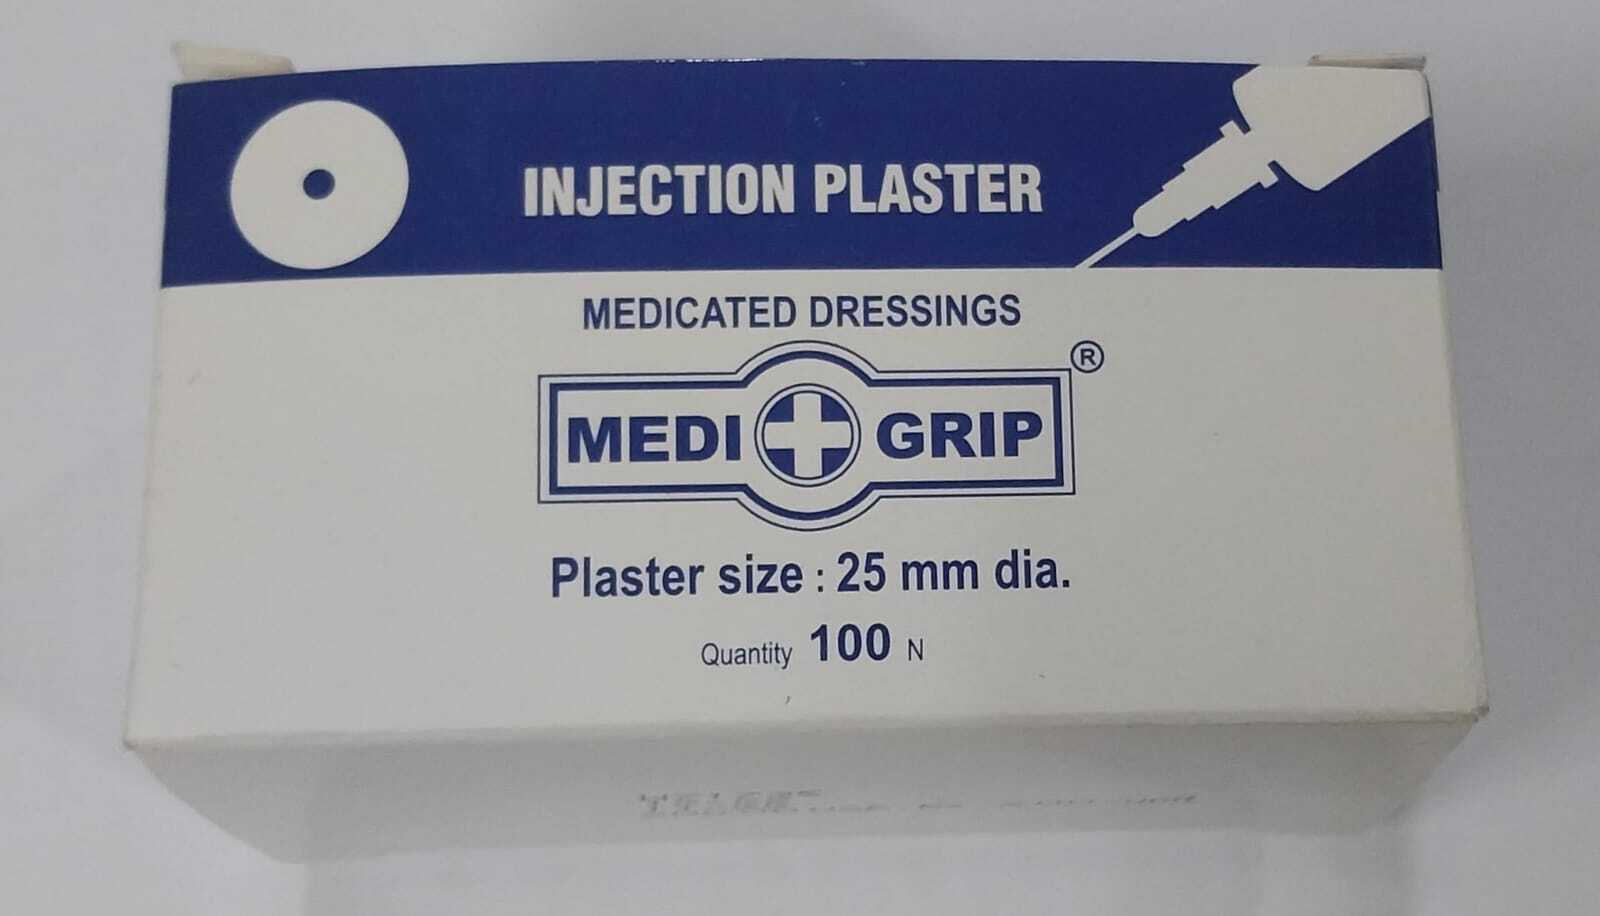 INJECTION PLASTER
MEDICATED DRESSINGS
MEDI GRIP ®
Plaster size : 25 mm dia.
Quantity 100 N